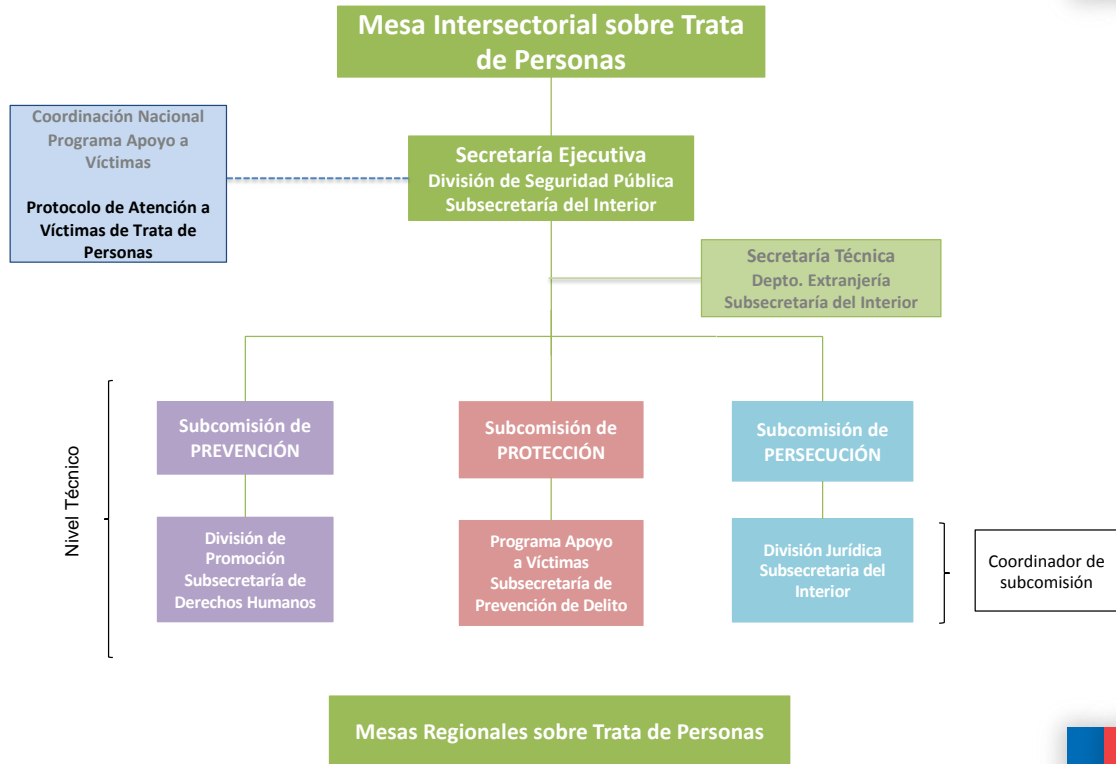 Mesa Intersectorial sobre Trata
de Personas
Coordinación Nacional
Programa Apoyo a
Víctimas
Protocolo de Atención a
Víctimas de Trata de
Personas
Secretaría Ejecutiva
División de Seguridad Pública
Subsecretaría del Interior
Secretaría Técnica
Depto. Extranjería
Subsecretaría del Interior
Nivel Técnico
Subcomisión de
PREVENCIÓN
Subcomisión de
PROTECCIÓN
Subcomisión de
PERSECUCIÓN
División de
Promoción
Subsecretaría de
Derechos Humanos
Programa Apoyo
a Víctimas
Subsecretaría de
Prevención de Delito
División Jurídica
Subsecretaria del
Interior
Coordinador de
subcomisión
Mesas Regionales sobre Trata de Personas